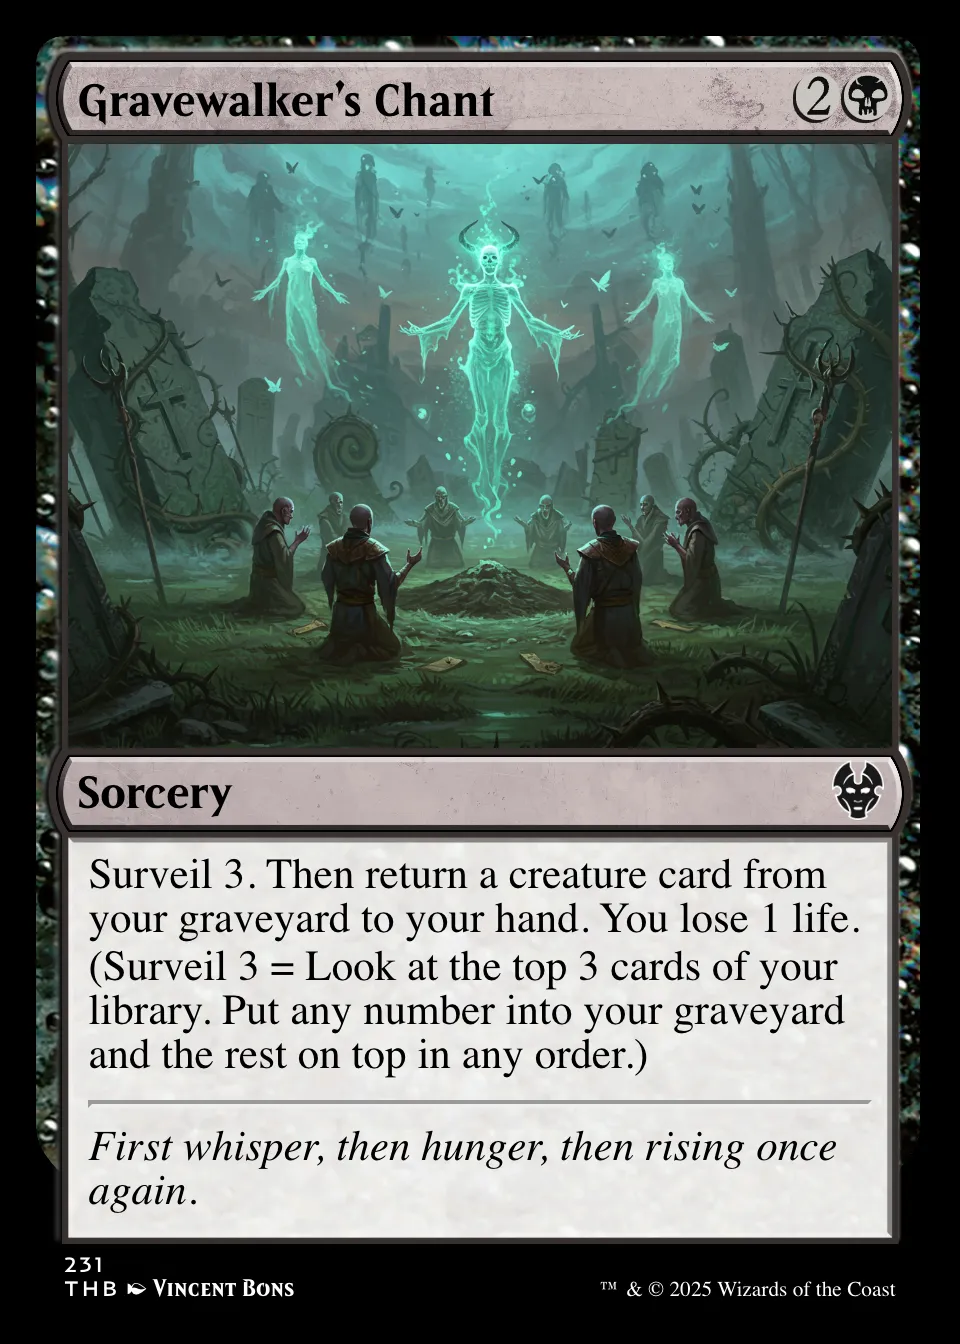 Gravewalker's Chant 2
Sorcery
Surveil 3. Then return a creature card from
your graveyard to your hand. You lose 1 life.
(Surveil 3 = Look at the top 3 cards of your
library. Put any number into your graveyard
and the rest on top in any order.)
First whisper, then hunger, then rising once
again.
231
THB VINCENT BONS
™ & © 2025 Wizards of the Coast